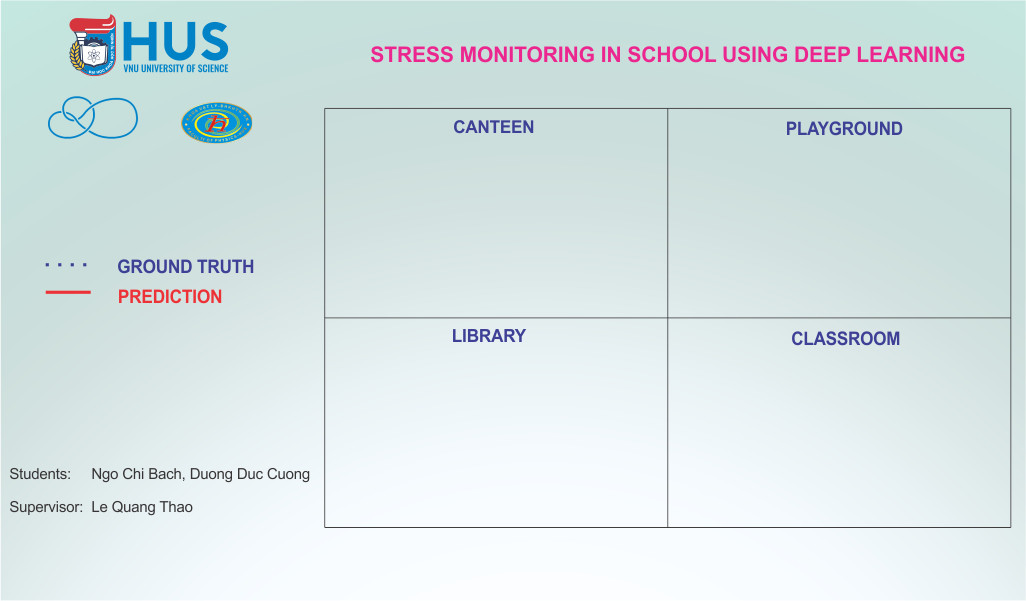 HUS
VNU UNIVERSITY OF SCIENCE
STRESS MONITORING IN SCHOOL USING DEEP LEARNING
CANTEEN
PLAYGROUND
GROUND TRUTH
PREDICTION
LIBRARY
CLASSROOM
Students: Ngo Chi Bach, Duong Duc Cuong
Supervisor: Le Quang Thao